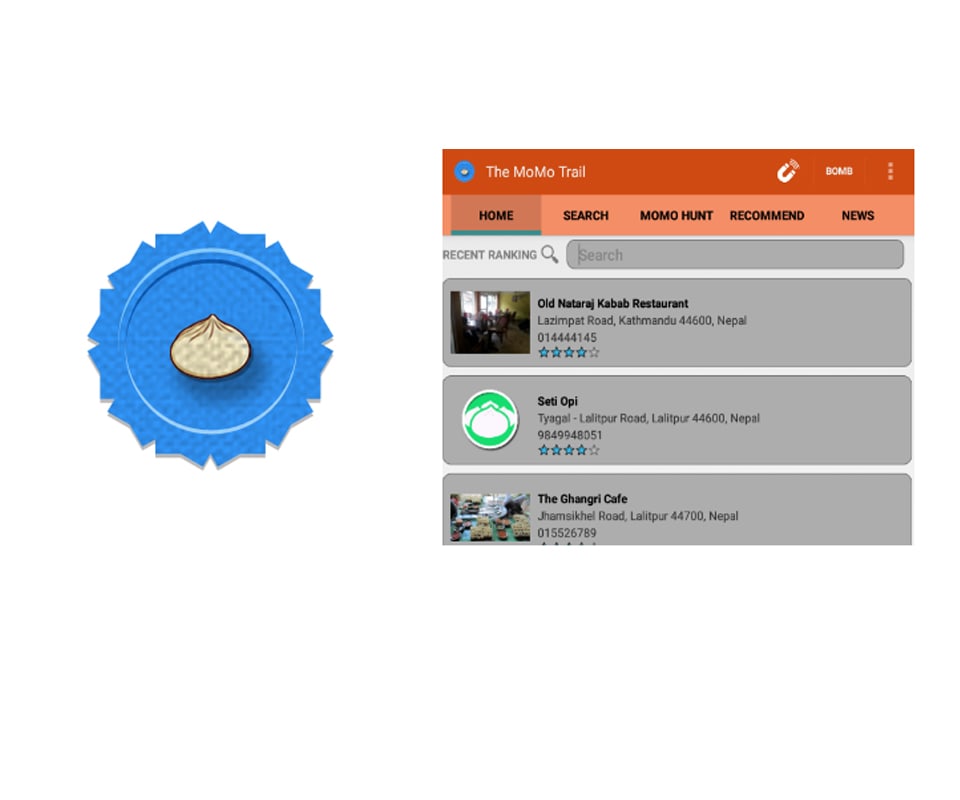 The MoMo Trail BOMB
HOME SEARCH MOMO HUNT RECOMMEND NEWS
RECENT RANKING Search
Old Nataraj Kabab Restaurant
Lazimpat Road, Kathmandu 44600, Nepal
014444145
Seti Opi
Tyagal - Lalitpur Road, Lalitpur 44600, Nepal
9849948051
The Ghangri Cafe
Jhamsikhel Road, Lalitpur 44700, Nepal
015526789